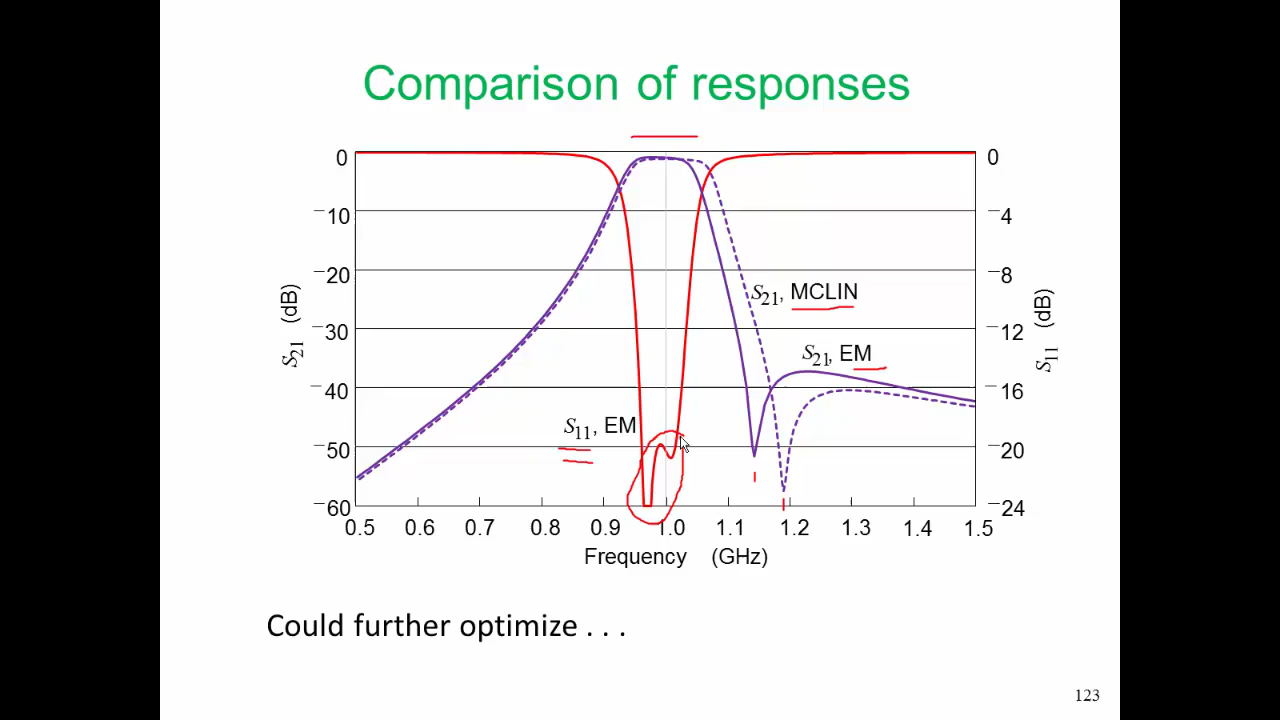 Comparison of responses
0
−10
−20
−30
−40
−50
−60
S21 (dB)
0
−4
−8
−12
−16
−20
−24
S11 (dB)
S21, MCLIN
S21, EM
S11, EM
0.5 0.6 0.7 0.8 0.9 1.0 1.1 1.2 1.3 1.4 1.5
Frequency (GHz)
Could further optimize . . .
123